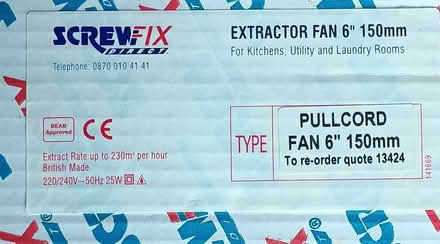 SCREWFIX
DIRECT
Telephone: 0870 010 41 41
EXTRACTOR FAN 6" 150mm
For Kitchens, Utility and Laundry Rooms
BEAB
Approved
CE
Extract Rate up to 230m³ per hour
British Made
220/240V~50Hz 25W
TYPE
PULLCORD
FAN 6" 150mm
To re-order quote 13424
141669